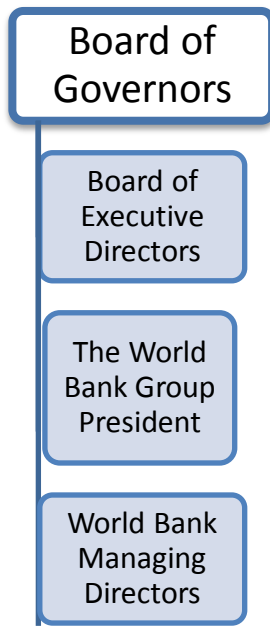 Board of
Governors
Board of
Executive
Directors
The World
Bank Group
President
World Bank
Managing
Directors